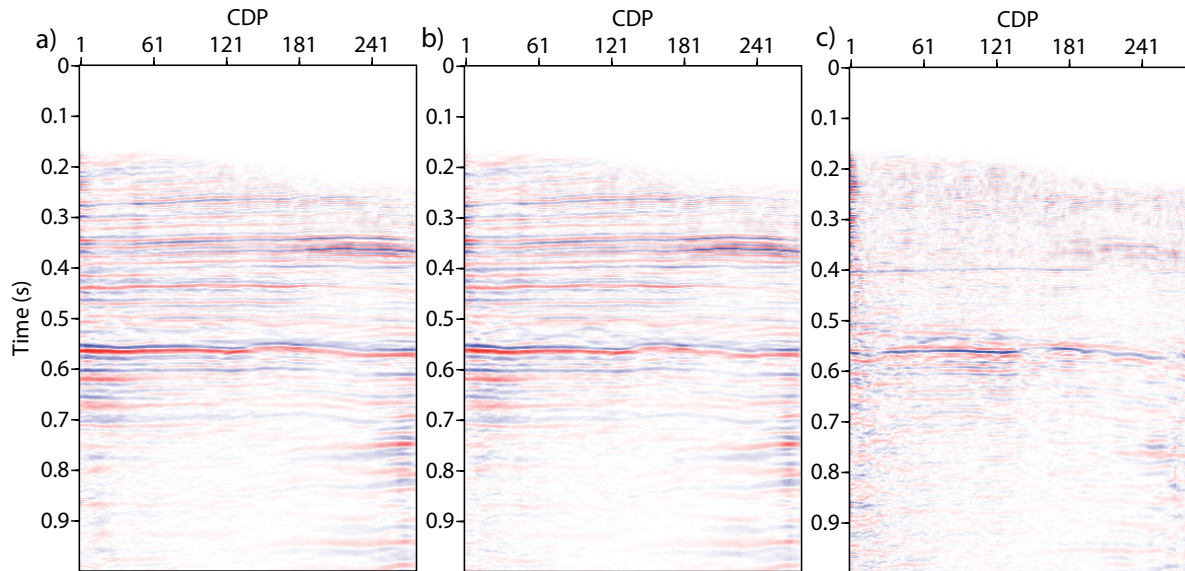 CDP
CDP
CDP
a) 1 61 121 181 241
b) 1 61 121 181 241
c) 1 61 121 181 241
0 0 0
0.1 0.1 0.1
0.2 0.2 0.2
0.3 0.3 0.3
0.4 0.4 0.4
0.5 0.5 0.5
0.6 0.6 0.6
0.7 0.7 0.7
0.8 0.8 0.8
0.9 0.9 0.9
Time (s)